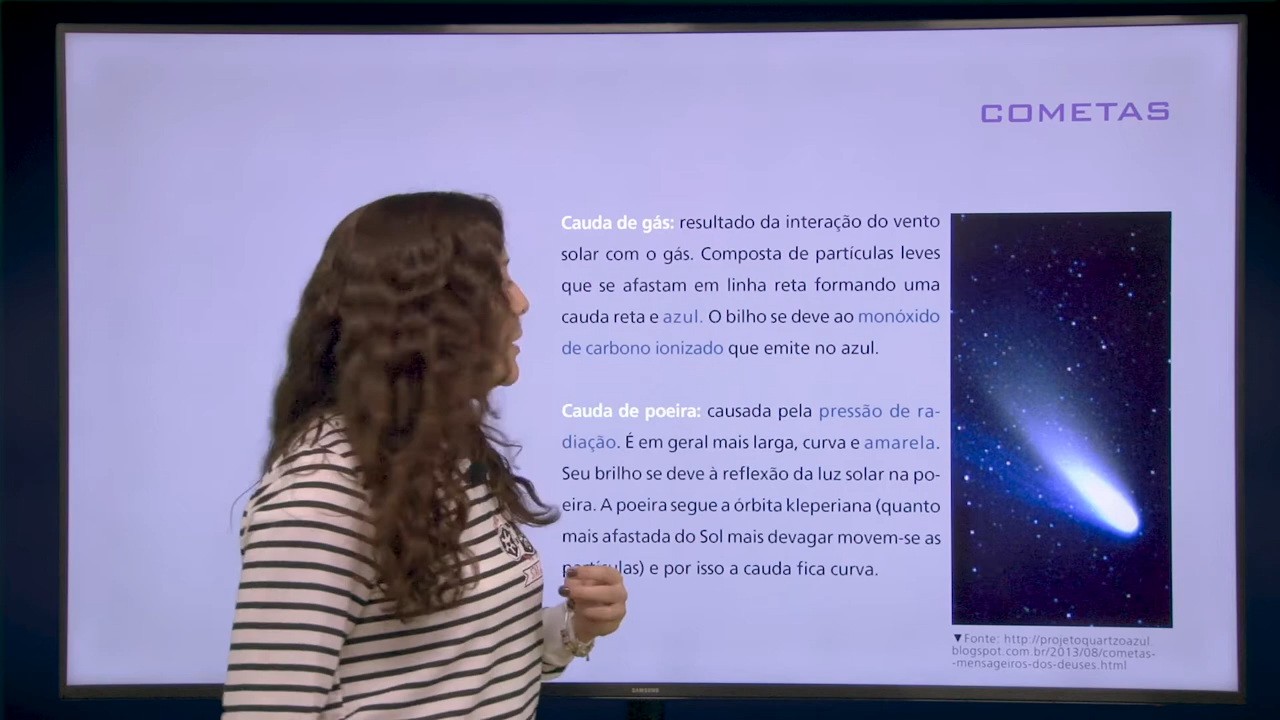 COMETAS
Cauda de gás: resultado da interação do vento
solar com o gás. Composta de partículas leves
que se afastam em linha reta formando uma
cauda reta e azul. O bilho se deve ao monóxido
de carbono ionizado que emite no azul.
Cauda de poeira: causada pela pressão de ra-
diação. É em geral mais larga, curva e amarela.
Seu brilho se deve à reflexão da luz solar na po-
eira. A poeira segue a órbita kleperiana (quanto
mais afastada do Sol mais devagar movem-se as
partículas) e por isso a cauda fica curva.
▼Fonte: http://projetoquartzoazul.
blogspot.com.br/2013/08/cometas-
-mensageiros-dos-deuses.html
SAMSUNG